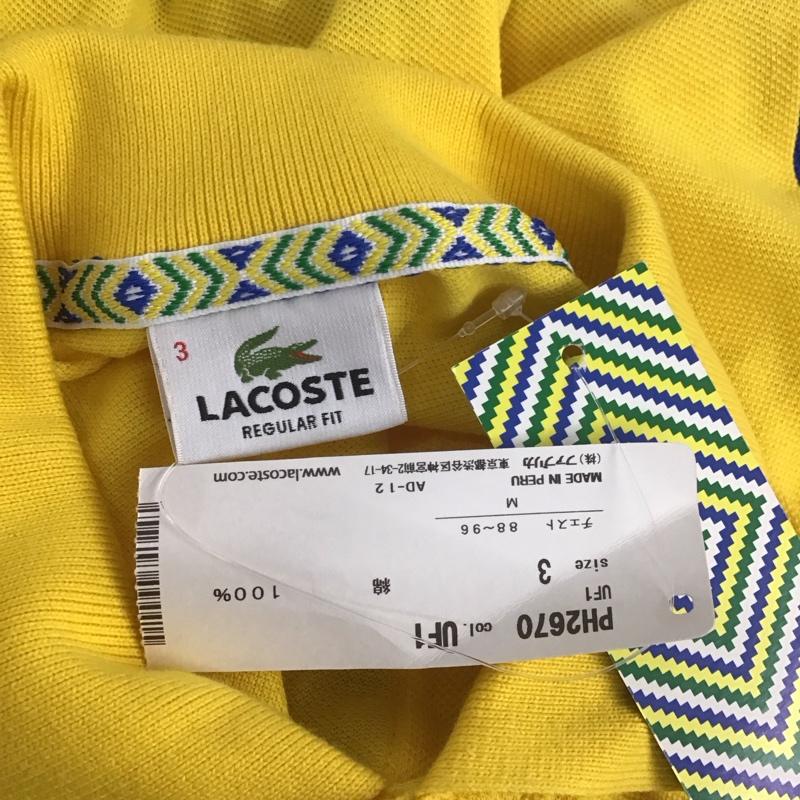 3
LACOSTE
REGULAR FIT
PH2670 col. UF1
UF1
size 3
綿 100%
チェスト 88~96
M
MADE IN PERU AD-12
(株)ファブリカ 東京都渋谷区神宮前2-34-17 www.lacoste.com